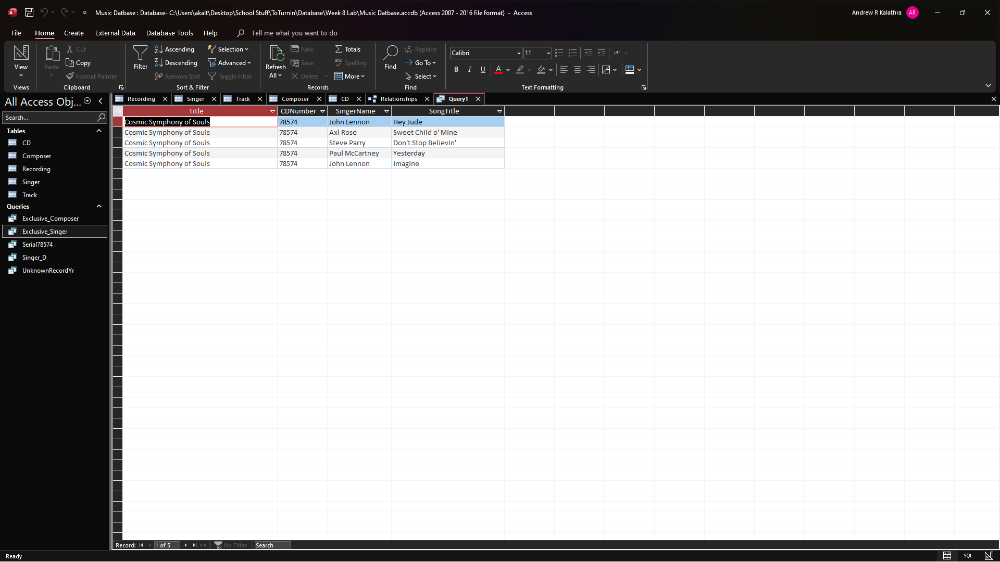 Music Datbase : Database- C:\Users\akalt\Desktop\School Stuff\ToTurnIn\Database\Week 8 Lab\Music Datbase.accdb (Access 2007 - 2016 file format) - Access
Andrew R Kalathra AR
File Home Create External Data Database Tools Help Tell me what you want to do
View
Views
Paste
Cut
Copy
Format Painter
Clipboard
Filter
Ascending
Descending
Remove Sort
Selection
Advanced
Toggle Filter
Sort & Filter
Refresh
All
New
Save
Delete
Totals
Spelling
More
Records
Find
Replace
Go To
Select
Find
Calibri 11
B I U A
Text Formatting
All Access Obj...
Search...
Tables
CD
Composer
Recording
Singer
Track
Queries
Exclusive_Composer
Exclusive_Singer
Serial78574
Singer_D
UnknownRecordYr
Recording Singer Track Composer CD Relationships Query1
Title CDNumber SingerName SongTitle
Cosmic Symphony of Souls 78574 John Lennon Hey Jude
Cosmic Symphony of Souls 78574 Axl Rose Sweet Child o' Mine
Cosmic Symphony of Souls 78574 Steve Parry Don't Stop Believin'
Cosmic Symphony of Souls 78574 Paul McCartney Yesterday
Cosmic Symphony of Souls 78574 John Lennon Imagine
Record: 1 of 5 No Filter Search
Ready
SQL